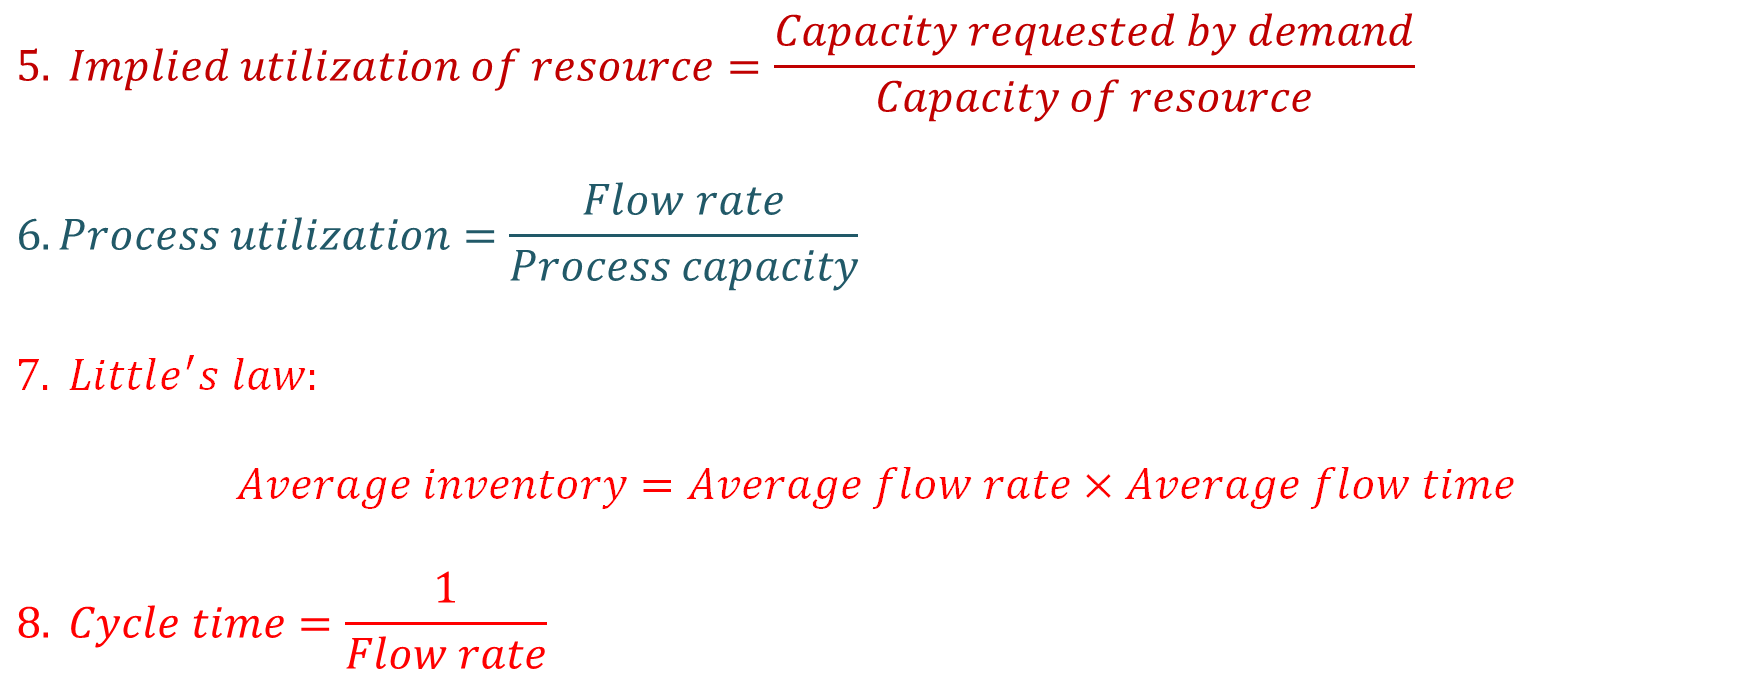 5. Implied utilization of resource = Capacity requested by demand / Capacity of resource
6. Process utilization = Flow rate / Process capacity
7. Little's law:
Average inventory = Average flow rate × Average flow time
8. Cycle time = 1 / Flow rate